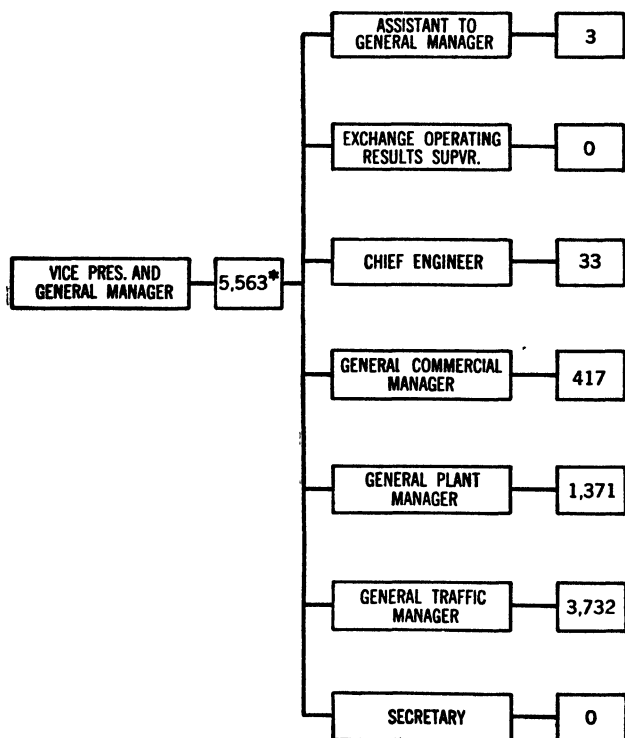 ASSISTANT TO
GENERAL MANAGER
3
EXCHANGE OPERATING
RESULTS SUPVR.
0
CHIEF ENGINEER
33
VICE PRES. AND
GENERAL MANAGER
5,563*
GENERAL COMMERCIAL
MANAGER
417
GENERAL PLANT
MANAGER
1,371
GENERAL TRAFFIC
MANAGER
3,732
SECRETARY
0